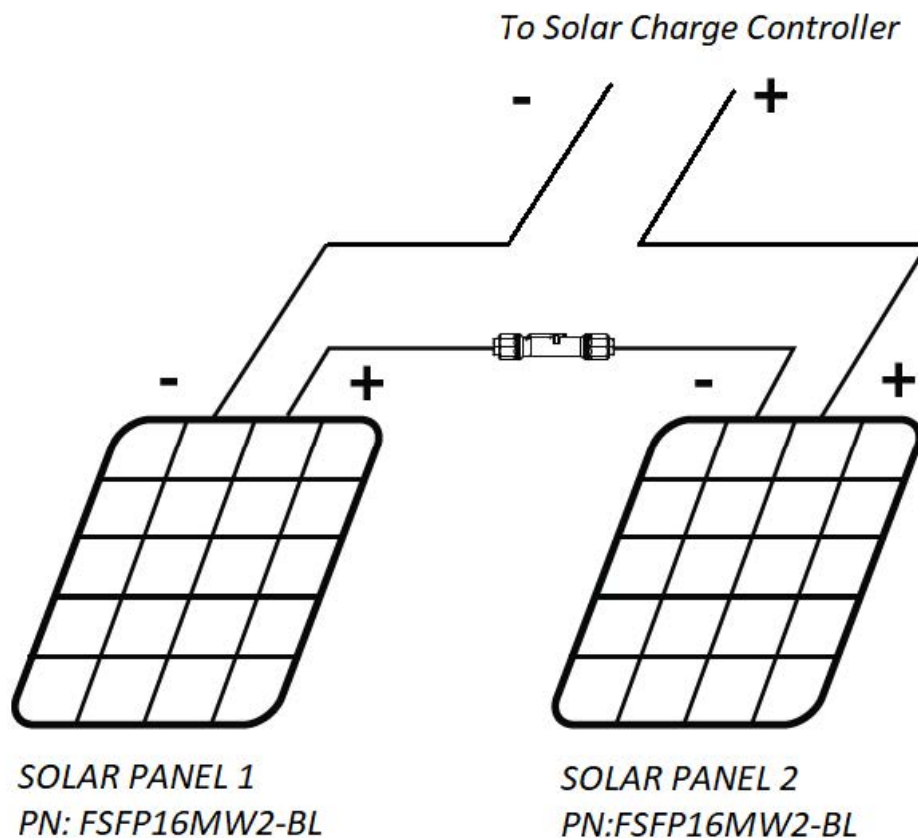 To Solar Charge Controller
- +
- + - +
SOLAR PANEL 1
PN: FSFP16MW2-BL
SOLAR PANEL 2
PN:FSFP16MW2-BL